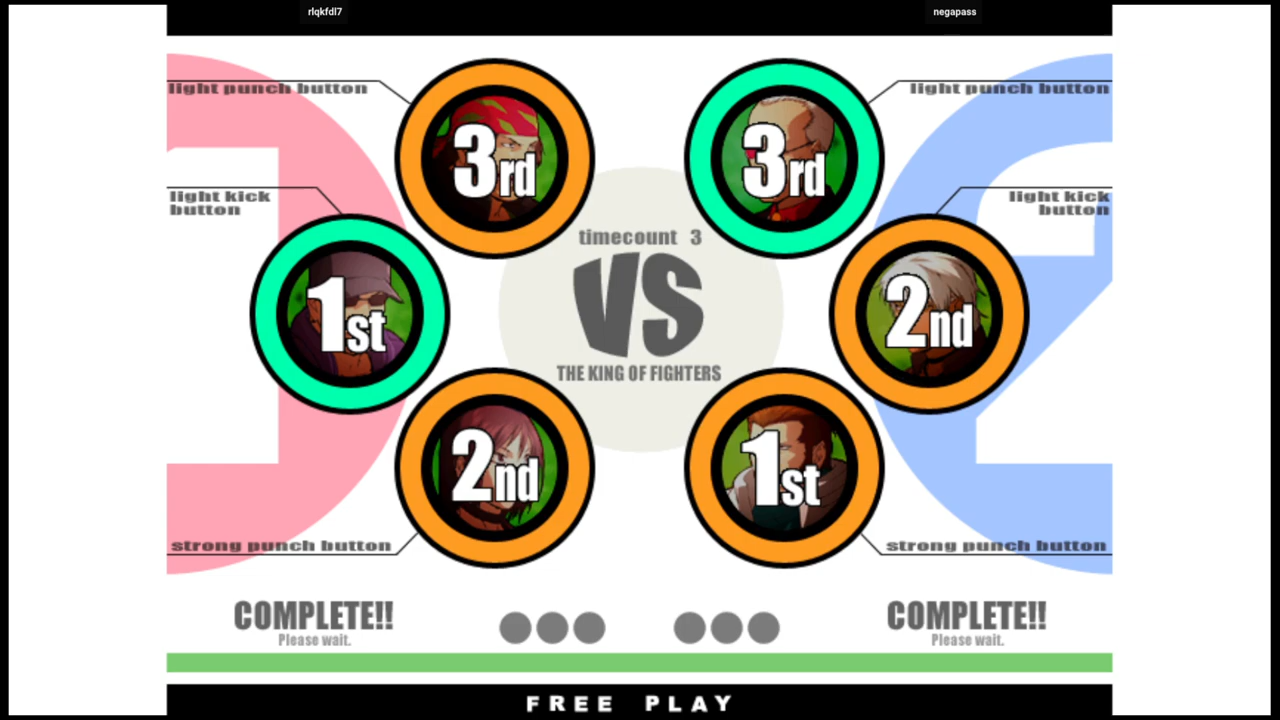 rlqkfdl7
negapass
light punch button
light punch button
3rd
3rd
light kick
button
light kick
button
timecount 3
VS
THE KING OF FIGHTERS
1st
2nd
2nd
1st
strong punch button
strong punch button
COMPLETE!!
Please wait.
COMPLETE!!
Please wait.
FREE PLAY